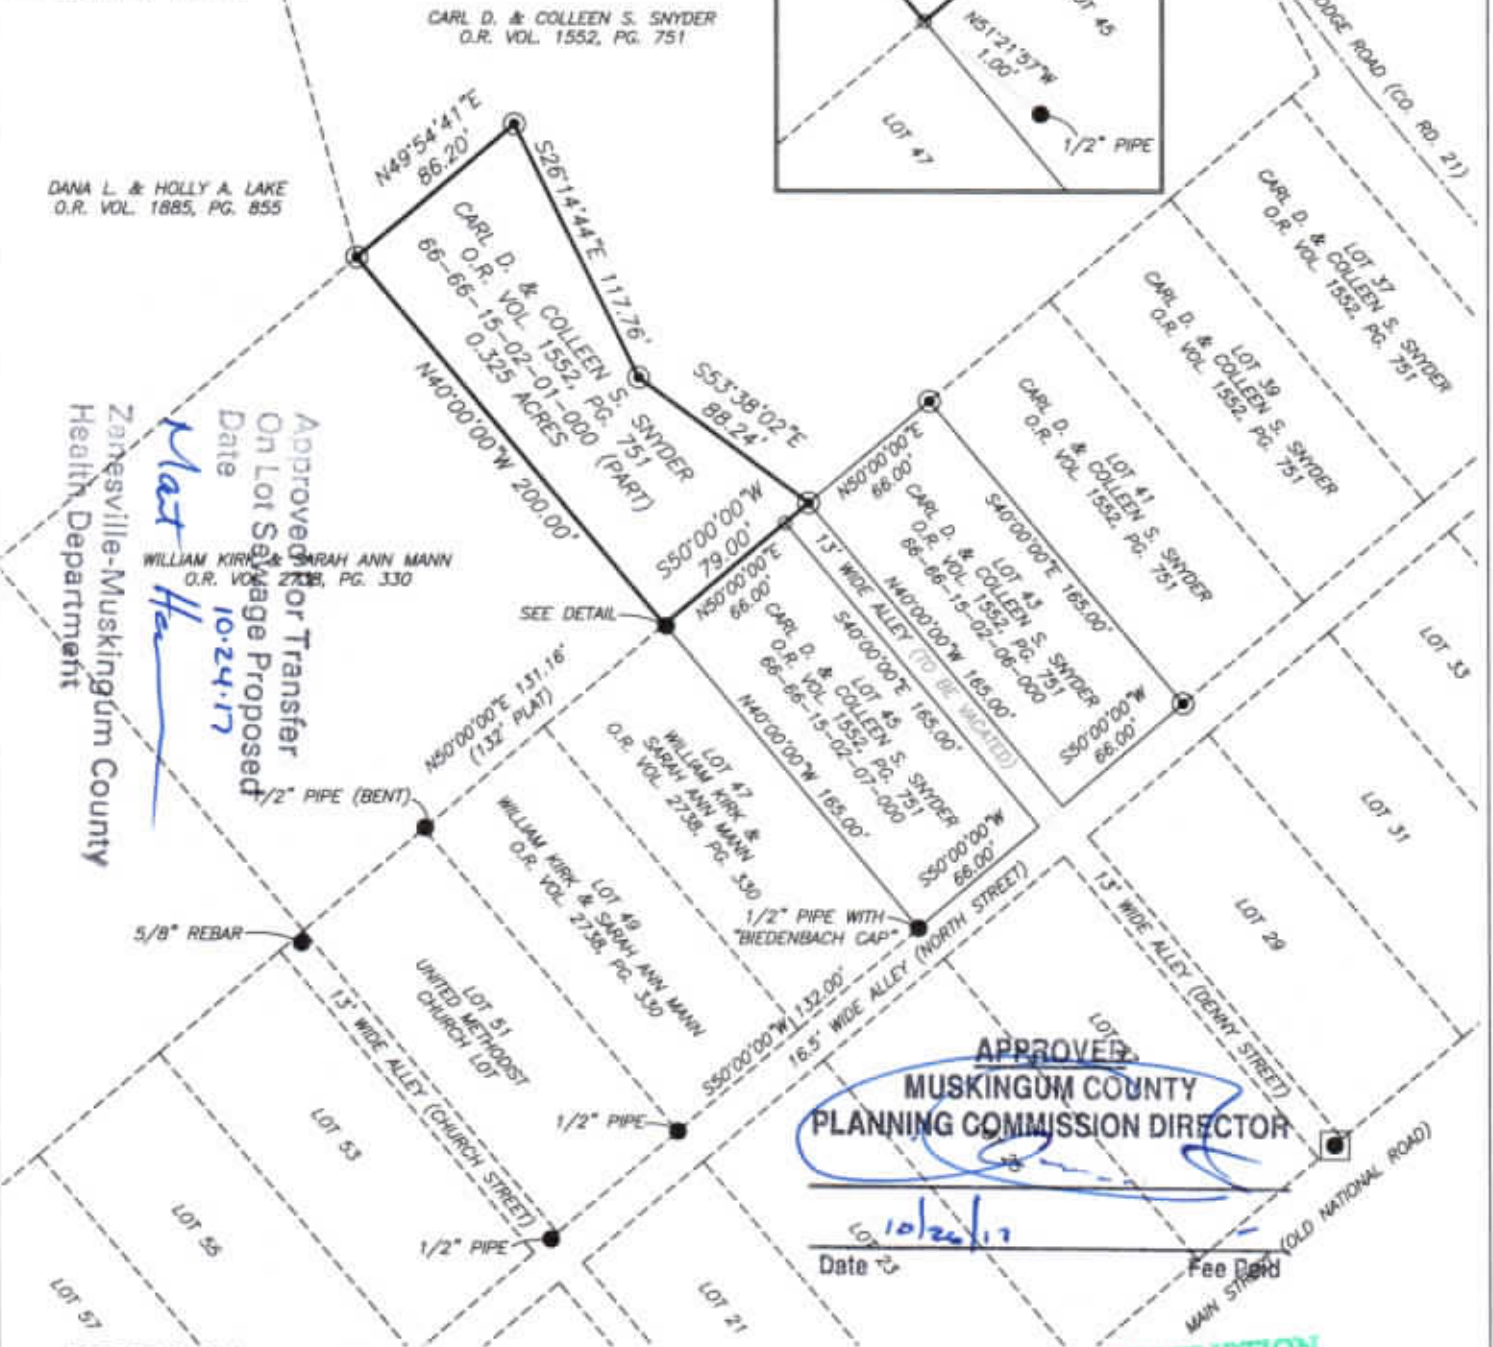 CARL D. & COLLEEN S. SNYDER
O.R. VOL. 1552, PG. 751
N51°21'57"W
1.00'
LOT 47
1/2" PIPE
45
ROAD (CO. RD. 21)
N49°54'41"E
86.20'
DANA L. & HOLLY A. LAKE
O.R. VOL. 1885, PG. 855
S26°14'44"E 117.76'
CARL D. & COLLEEN S. SNYDER
O.R. VOL. 1552, PG. 751
66-66-15-02-01-000 (PART)
0.325 ACRES
N40°00'00"W 200.00'
S53°38'02"E
88.24'
S50°00'00"W
79.00'
LOT 37
CARL D. & COLLEEN S. SNYDER
O.R. VOL. 1552, PG. 751
LOT 39
CARL D. & COLLEEN S. SNYDER
O.R. VOL. 1552, PG. 751
LOT 41
CARL D. & COLLEEN S. SNYDER
O.R. VOL. 1552, PG. 751
N50°00'00"E
66.00'
S40°00'00"E 165.00'
LOT 43
CARL D. & COLLEEN S. SNYDER
O.R. VOL. 1552, PG. 751
66-66-15-02-06-000
N40°00'00"W 165.00'
S50°00'00"W
66.00'
13' WIDE ALLEY (TO BE VACATED)
Approved for Transfer
On Lot Sewage Proposed
Date 10-24-17
Zanesville-Muskingum County
Health Department
WILLIAM KIRK & SARAH ANN MANN
O.R. VOL. 2738, PG. 330
SEE DETAIL
N50°00'00"E
66.00'
S40°00'00"E 165.00'
LOT 45
CARL D. & COLLEEN S. SNYDER
O.R. VOL. 1552, PG. 751
66-66-15-02-07-000
N40°00'00"W 165.00'
S50°00'00"W
66.00'
N50°00'00"E 131.16'
(132' PLAT)
LOT 47
WILLIAM KIRK &
SARAH ANN MANN
O.R. VOL. 2738, PG. 330
LOT 49
WILLIAM KIRK & SARAH ANN MANN
O.R. VOL. 2738, PG. 330
1/2" PIPE (BENT)
5/8" REBAR
1/2" PIPE WITH
"BIEDENBACH CAP"
LOT 33
LOT 31
LOT 29
13' WIDE ALLEY (DENNY STREET)
LOT 51
UNITED METHODIST
CHURCH LOT
13' WIDE ALLEY (CHURCH STREET)
S50°00'00"W 132.00'
16.5' WIDE ALLEY (NORTH STREET)
LOT
APPROVED
MUSKINGUM COUNTY
PLANNING COMMISSION DIRECTOR
10/26/17
Date
Fee Paid
1/2" PIPE
1/2" PIPE
LOT 53
LOT 55
LOT 57
LOT 21
LOT 23
MAIN STREET (OLD NATIONAL ROAD)